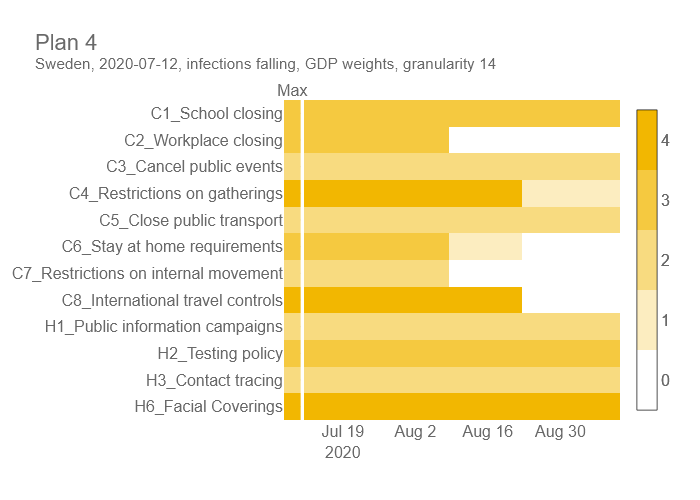 Plan 4
Sweden, 2020-07-12, infections falling, GDP weights, granularity 14
Max
C1_School closing
C2_Workplace closing
C3_Cancel public events
C4_Restrictions on gatherings
C5_Close public transport
C6_Stay at home requirements
C7_Restrictions on internal movement
C8_International travel controls
H1_Public information campaigns
H2_Testing policy
H3_Contact tracing
H6_Facial Coverings
4
3
2
1
0
Jul 19 Aug 2 Aug 16 Aug 30
2020